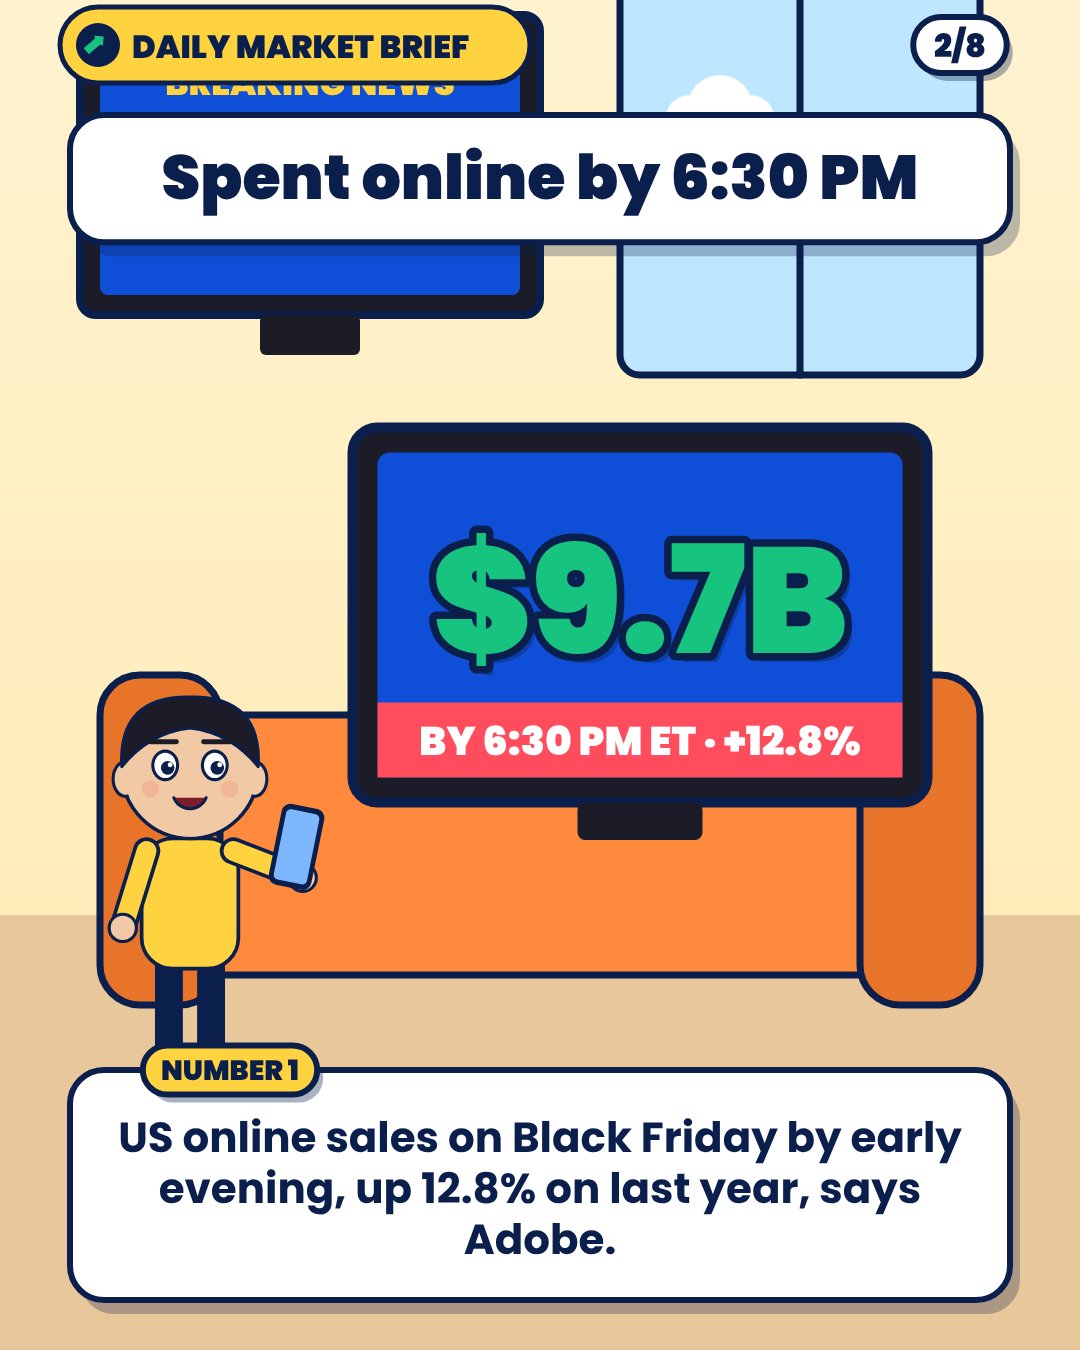 DAILY MARKET BRIEF
2/8
BREAKING NEWS
Spent online by 6:30 PM
$9.7B
BY 6:30 PM ET • +12.8%
NUMBER 1
US online sales on Black Friday by early
evening, up 12.8% on last year, says
Adobe.